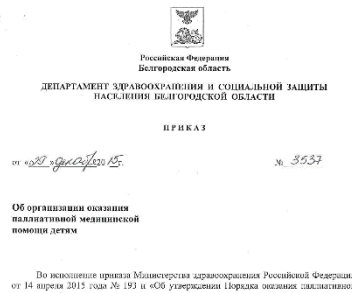 Российская Федерация
Белгородская область
ДЕПАРТАМЕНТ ЗДРАВООХРАНЕНИЯ И СОЦИАЛЬНОЙ ЗАЩИТЫ
НАСЕЛЕНИЯ БЕЛГОРОДСКОЙ ОБЛАСТИ
ПРИКАЗ
от «29» декабря 2015г. № 3537
Об организации оказания
паллиативной медицинской
помощи детям
Во исполнение приказа Министерства здравоохранения Российской Федерации
от 14 апреля 2015 года № 193 н «Об утверждении Порядка оказания паллиативно